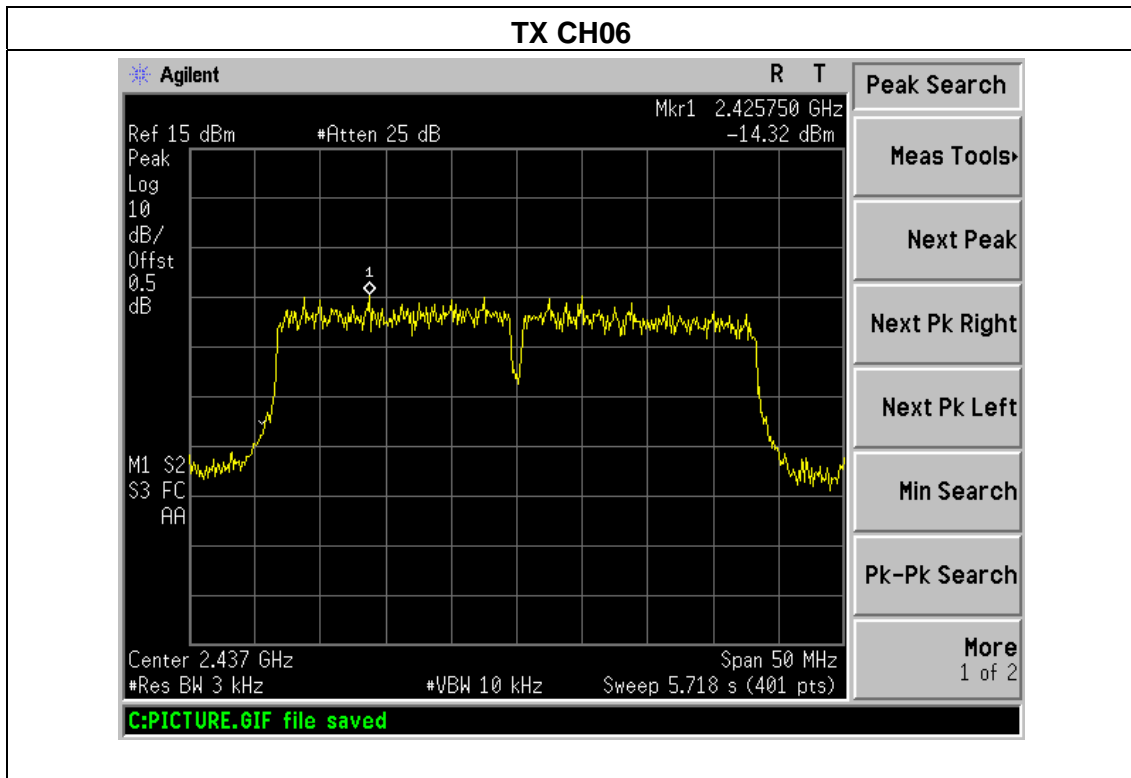 TX CH06
Agilent R T
Mkr1 2.425750 GHz
Ref 15 dBm #Atten 25 dB -14.32 dBm
Peak
Log
10
dB/
Offst
0.5
dB
1
M1 S2
S3 FC
AA
Center 2.437 GHz Span 50 MHz
#Res BW 3 kHz #VBW 10 kHz Sweep 5.718 s (401 pts)
C:PICTURE.GIF file saved
Peak Search
Meas Tools
Next Peak
Next Pk Right
Next Pk Left
Min Search
Pk-Pk Search
More
1 of 2